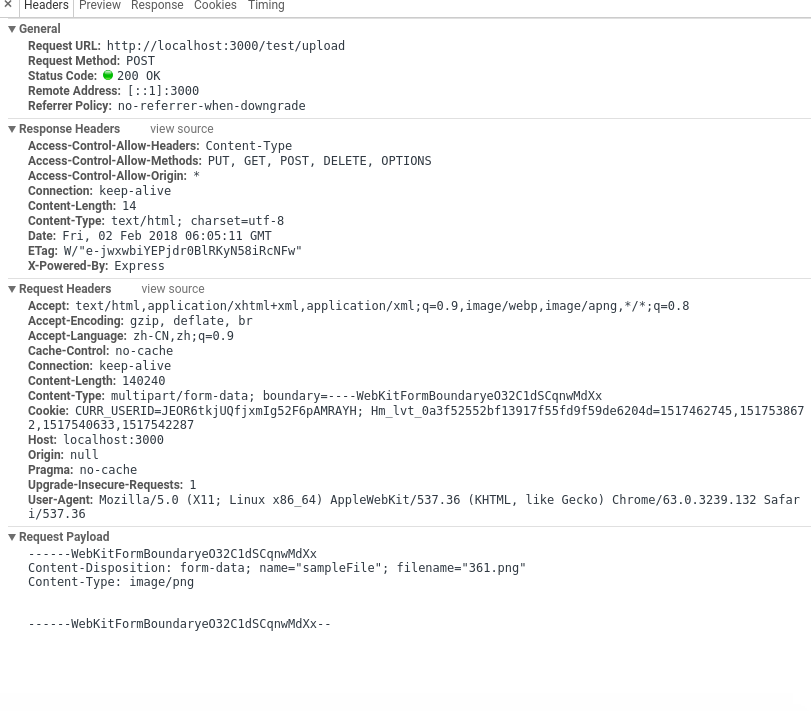 × Headers Preview Response Cookies Timing
▼ General
Request URL: http://localhost:3000/test/upload
Request Method: POST
Status Code: 200 OK
Remote Address: [::1]:3000
Referrer Policy: no-referrer-when-downgrade
▼ Response Headers view source
Access-Control-Allow-Headers: Content-Type
Access-Control-Allow-Methods: PUT, GET, POST, DELETE, OPTIONS
Access-Control-Allow-Origin: *
Connection: keep-alive
Content-Length: 14
Content-Type: text/html; charset=utf-8
Date: Fri, 02 Feb 2018 06:05:11 GMT
ETag: W/"e-jwxwbiYEPjdr0BlRKyN58iRcNFw"
X-Powered-By: Express
▼ Request Headers view source
Accept: text/html,application/xhtml+xml,application/xml;q=0.9,image/webp,image/apng,*/*;q=0.8
Accept-Encoding: gzip, deflate, br
Accept-Language: zh-CN,zh;q=0.9
Cache-Control: no-cache
Connection: keep-alive
Content-Length: 140240
Content-Type: multipart/form-data; boundary=----WebKitFormBoundaryeO32C1dSCqnwMdXx
Cookie: CURR_USERID=JEOR6tkjUQfjxmIg52F6pAMRAYH; Hm_lvt_0a3f52552bf13917f55fd9f59de6204d=1517462745,151753867
2,1517540633,1517542287
Host: localhost:3000
Origin: null
Pragma: no-cache
Upgrade-Insecure-Requests: 1
User-Agent: Mozilla/5.0 (X11; Linux x86_64) AppleWebKit/537.36 (KHTML, like Gecko) Chrome/63.0.3239.132 Safar
i/537.36
▼ Request Payload
------WebKitFormBoundaryeO32C1dSCqnwMdXx
Content-Disposition: form-data; name="sampleFile"; filename="361.png"
Content-Type: image/png
------WebKitFormBoundaryeO32C1dSCqnwMdXx--